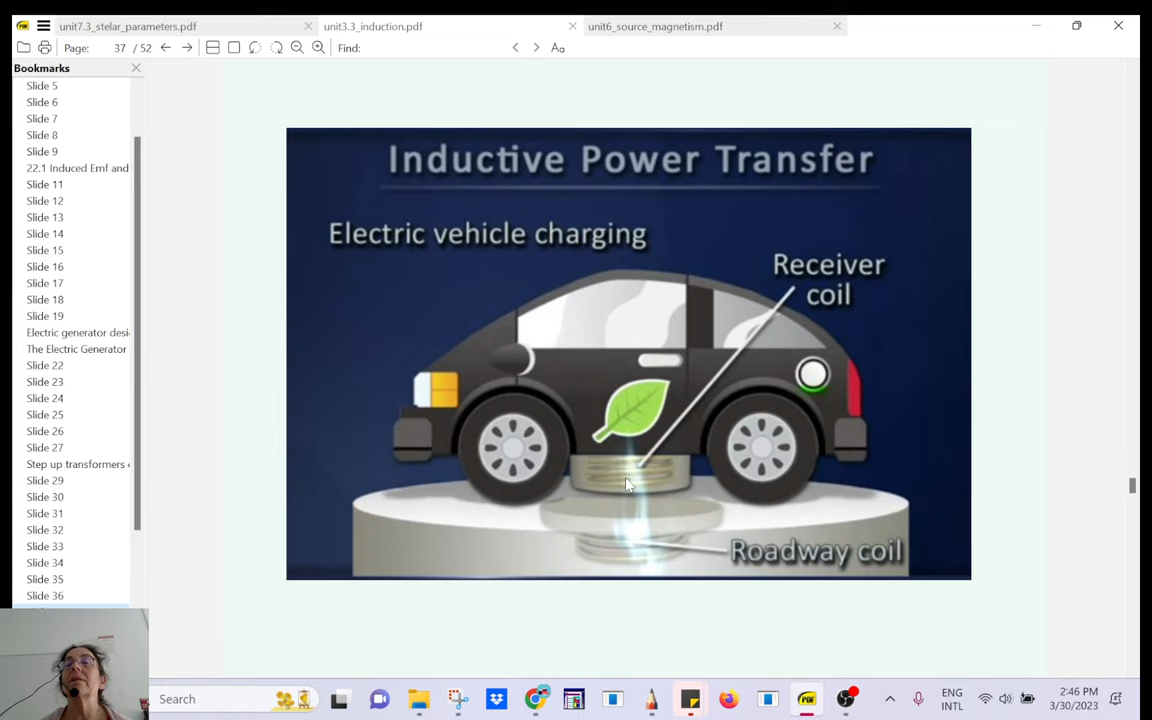 unit7.3_stelar_parameters.pdf
unit3.3_induction.pdf
unit6_source_magnetism.pdf
Page: 37 / 52
Find:
Aa
Bookmarks
Slide 5
Slide 6
Slide 7
Slide 8
Slide 9
22.1 Induced Emf and
Slide 11
Slide 12
Slide 13
Slide 14
Slide 15
Slide 16
Slide 17
Slide 18
Slide 19
Electric generator desi
The Electric Generator
Slide 22
Slide 23
Slide 24
Slide 25
Slide 26
Slide 27
Step up transformers
Slide 29
Slide 30
Slide 31
Slide 32
Slide 33
Slide 34
Slide 35
Slide 36
Inductive Power Transfer
Electric vehicle charging
Receiver
coil
Roadway coil
Search
ENG
INTL
2:46 PM
3/30/2023